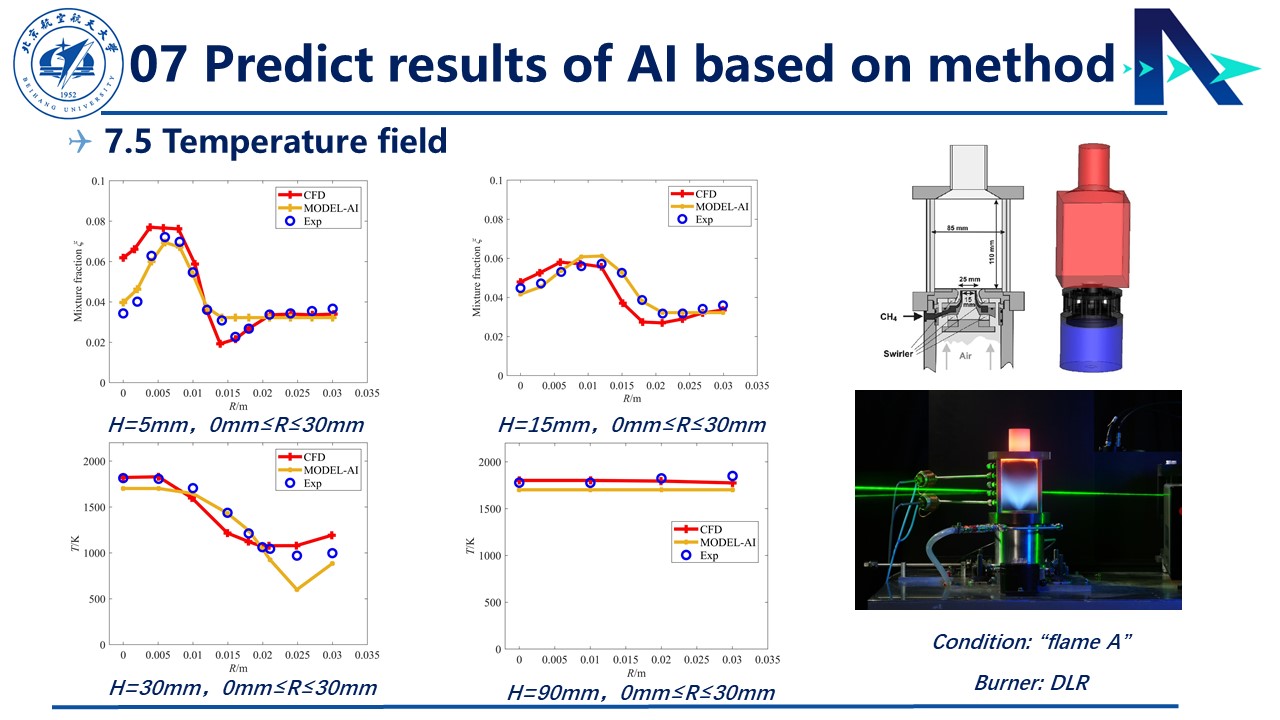 北京航空航天大学
BEIHANG UNIVERSITY
1952
07 Predict results of AI based on method
7.5 Temperature field
0.1
0.08
0.06
0.04
0.02
0
Mixture fraction ξ
CFD
MODEL-AI
Exp
0 0.005 0.01 0.015 0.02 0.025 0.03 0.035
R/m
H=5mm，0mm≤R≤30mm
0.1
0.08
0.06
0.04
0.02
0
Mixture fraction ξ
CFD
MODEL-AI
Exp
0 0.005 0.01 0.015 0.02 0.025 0.03 0.035
R/m
H=15mm，0mm≤R≤30mm
2000
1500
1000
500
0
T/K
CFD
MODEL-AI
Exp
0 0.005 0.01 0.015 0.02 0.025 0.03 0.035
R/m
H=30mm，0mm≤R≤30mm
2000
1500
1000
500
0
T/K
CFD
MODEL-AI
Exp
0 0.005 0.01 0.015 0.02 0.025 0.03 0.035
R/m
H=90mm，0mm≤R≤30mm
85 mm
110 mm
25 mm
15
mm
CH4
Swirler
Air
Condition: “flame A”
Burner: DLR